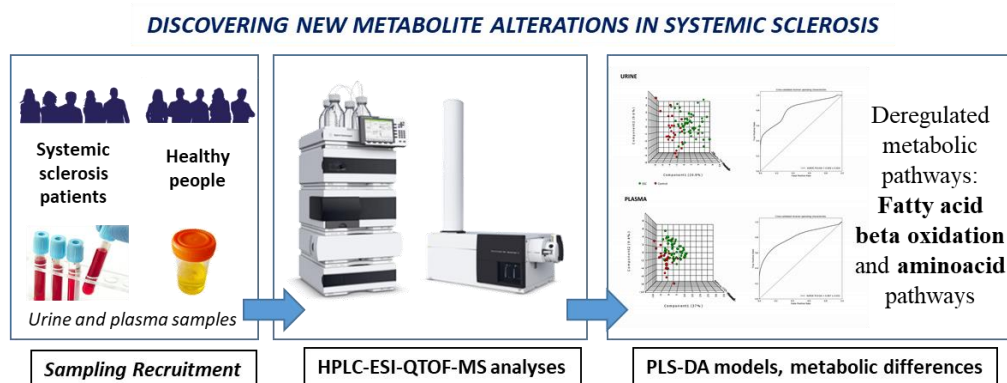 DISCOVERING NEW METABOLITE ALTERATIONS IN SYSTEMIC SCLEROSIS
Systemic
sclerosis
patients
Healthy
people
Urine and plasma samples
Sampling Recruitment
HPLC-ESI-QTOF-MS analyses
URINE
PLASMA
Deregulated
metabolic
pathways:
Fatty acid
beta oxidation
and aminoacid
pathways
PLS-DA models, metabolic differences